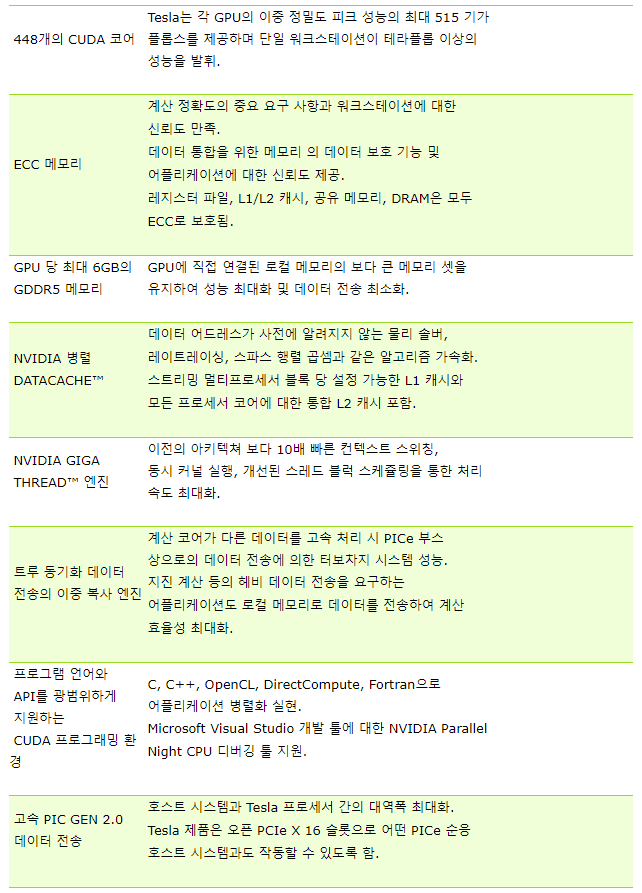 448개의 CUDA 코어
Tesla는 각 GPU의 이중 정밀도 피크 성능의 최대 515 기가
플롭스를 제공하며 단일 워크스테이션이 테라플롭 이상의
성능을 발휘.
ECC 메모리
계산 정확도의 중요 요구 사항과 워크스테이션에 대한
신뢰도 만족.
데이터 통합을 위한 메모리 의 데이터 보호 기능 및
어플리케이션에 대한 신뢰도 제공.
레지스터 파일, L1/L2 캐시, 공유 메모리, DRAM은 모두
ECC로 보호됨.
GPU 당 최대 6GB의
GDDR5 메모리
GPU에 직접 연결된 로컬 메모리의 보다 큰 메모리 셋을
유지하여 성능 최대화 및 데이터 전송 최소화.
NVIDIA 병렬
DATACACHE™
데이터 어드레스가 사전에 알려지지 않는 물리 솔버,
레이트레이싱, 스파스 행렬 곱셈과 같은 알고리즘 가속화.
스트리밍 멀티프로세서 블록 당 설정 가능한 L1 캐시와
모든 프로세서 코어에 대한 통합 L2 캐시 포함.
NVIDIA GIGA
THREAD™ 엔진
이전의 아키텍쳐 보다 10배 빠른 컨텍스트 스위칭,
동시 커널 실행, 개선된 스레드 블럭 스케쥴링을 통한 처리
속도 최대화.
트루 동기화 데이터
전송의 이중 복사 엔진
계산 코어가 다른 데이터를 고속 처리 시 PICe 부스
상으로의 데이터 전송에 의한 터보차지 시스템 성능.
지진 계산 등의 헤비 데이터 전송을 요구하는
어플리케이션도 로컬 메모리로 데이터를 전송하여 계산
효율성 최대화.
프로그램 언어와
API를 광범위하게
지원하는
CUDA 프로그래밍 환
경
C, C++, OpenCL, DirectCompute, Fortran으로
어플리케이션 병렬화 실현.
Microsoft Visual Studio 개발 툴에 대한 NVIDIA Parallel
Night CPU 디버깅 툴 지원.
고속 PIC GEN 2.0
데이터 전송
호스트 시스템과 Tesla 프로세서 간의 대역폭 최대화.
Tesla 제품은 오픈 PCIe X 16 슬롯으로 어떤 PICe 순응
호스트 시스템과도 작동할 수 있도록 함.